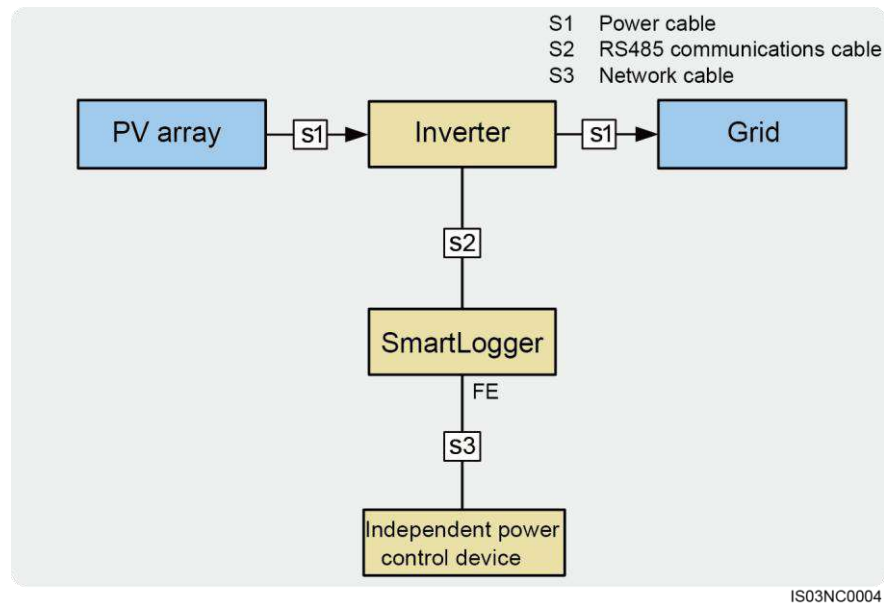 S1 Power cable
S2 RS485 communications cable
S3 Network cable
PV array
s1
Inverter
s1
Grid
s2
SmartLogger
FE
s3
Independent power
control device
IS03NC0004